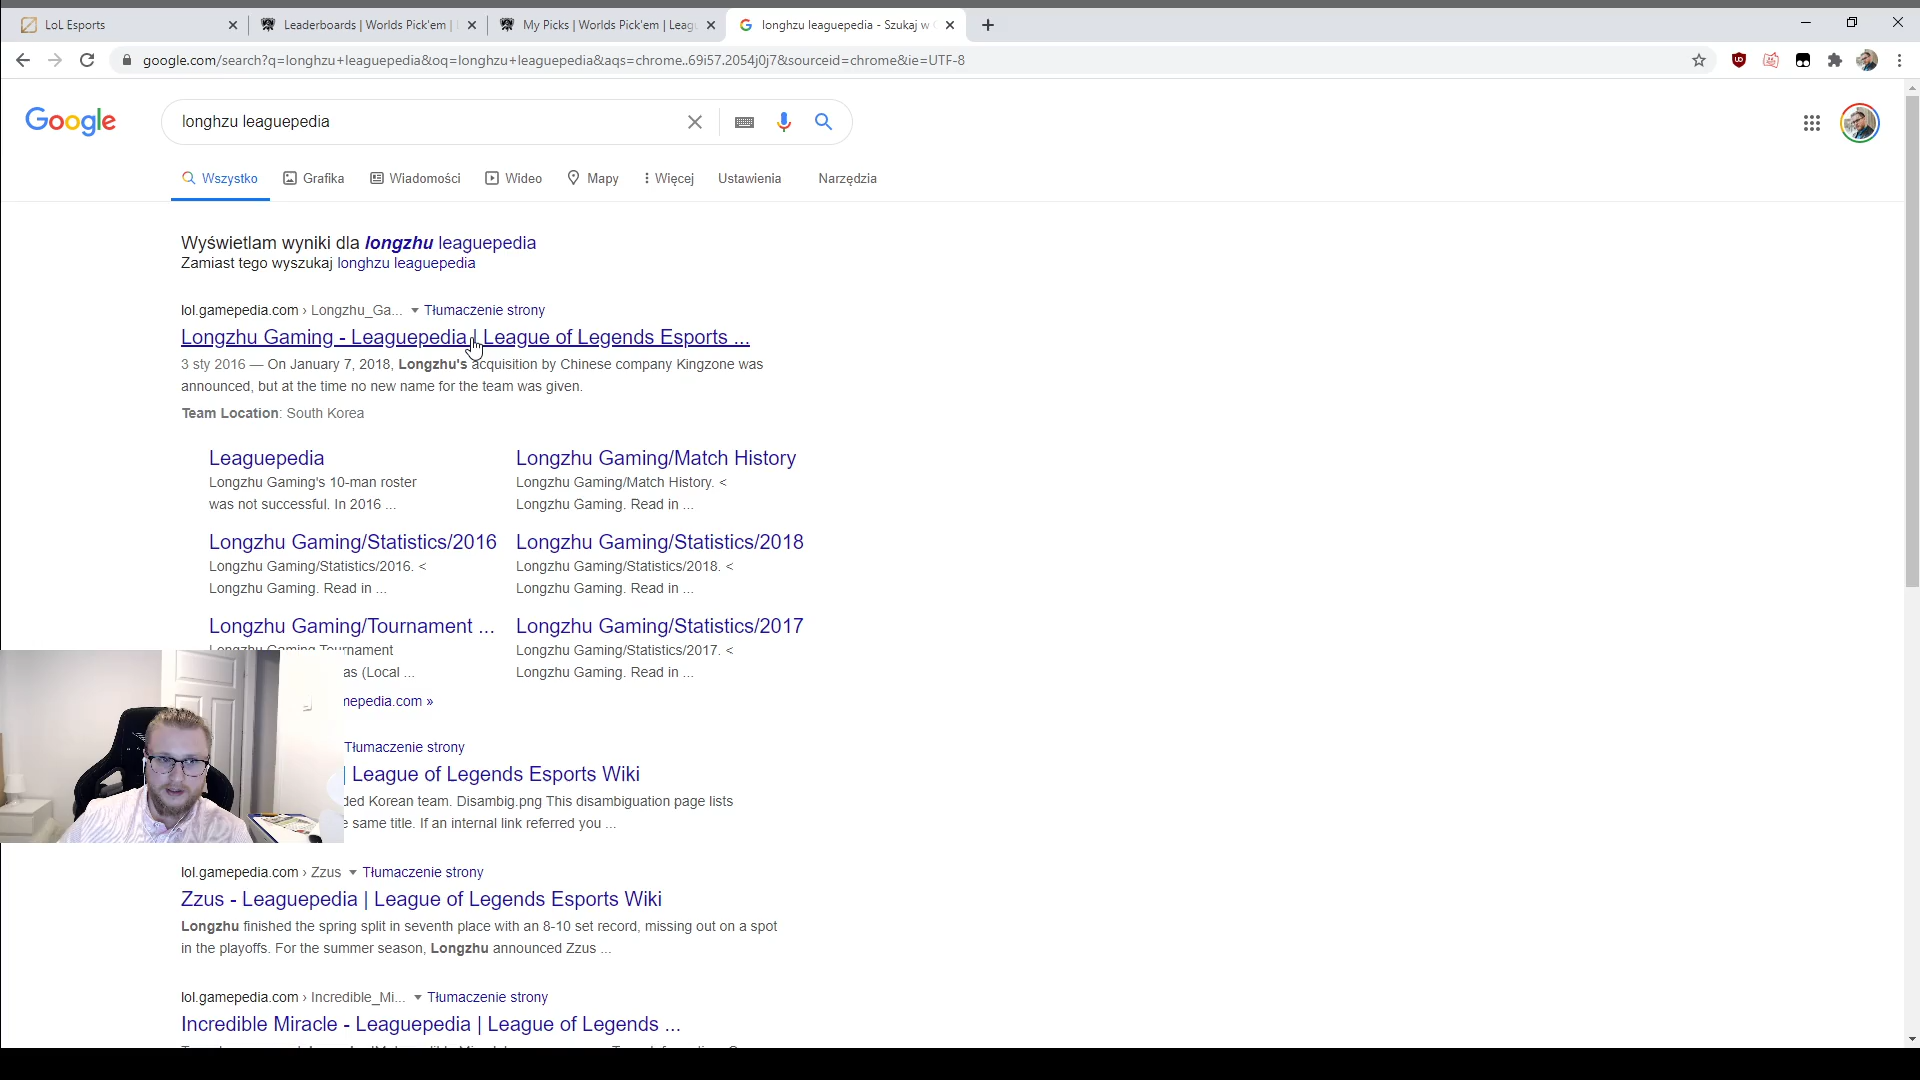 LoL Esports
Leaderboards | Worlds Pick'em |
My Picks | Worlds Pick'em | Leagu
longhzu leaguepedia - Szukaj w
google.com/search?q=longhzu+leaguepedia&oq=longhzu+leaguepedia&aqs=chrome..69i57.2054j0j7&sourceid=chrome&ie=UTF-8
Google
longhzu leaguepedia
Wszystko Grafika Wiadomości Wideo Mapy Więcej Ustawienia Narzędzia
Wyświetlam wyniki dla longzhu leaguepedia
Zamiast tego wyszukaj longhzu leaguepedia
lol.gamepedia.com › Longzhu_Ga... Tłumaczenie strony
Longzhu Gaming - Leaguepedia | League of Legends Esports ...
3 sty 2016 — On January 7, 2018, Longzhu's acquisition by Chinese company Kingzone was
announced, but at the time no new name for the team was given.
Team Location: South Korea
Leaguepedia
Longzhu Gaming's 10-man roster
was not successful. In 2016 ...
Longzhu Gaming/Match History
Longzhu Gaming/Match History. <
Longzhu Gaming. Read in ...
Longzhu Gaming/Statistics/2016
Longzhu Gaming/Statistics/2016. <
Longzhu Gaming. Read in ...
Longzhu Gaming/Statistics/2018
Longzhu Gaming/Statistics/2018. <
Longzhu Gaming. Read in ...
Longzhu Gaming/Tournament ...
Longzhu Gaming Tournament
as (Local ...
Longzhu Gaming/Statistics/2017
Longzhu Gaming/Statistics/2017. <
Longzhu Gaming. Read in ...
mepedia.com »
Tłumaczenie strony
| League of Legends Esports Wiki
ded Korean team. Disambig.png This disambiguation page lists
same title. If an internal link referred you ...
lol.gamepedia.com › Zzus Tłumaczenie strony
Zzus - Leaguepedia | League of Legends Esports Wiki
Longzhu finished the spring split in seventh place with an 8-10 set record, missing out on a spot
in the playoffs. For the summer season, Longzhu announced Zzus ...
lol.gamepedia.com › Incredible_Mi... Tłumaczenie strony
Incredible Miracle - Leaguepedia | League of Legends ...